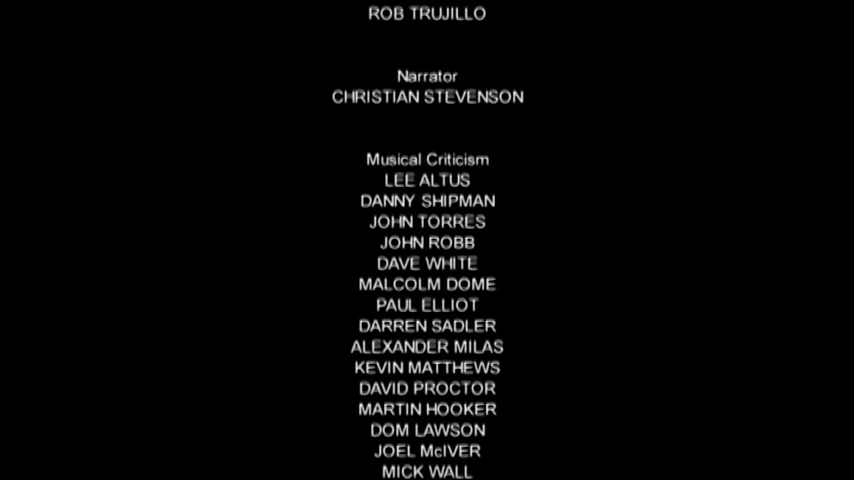 ROB TRUJILLO
Narrator
CHRISTIAN STEVENSON
Musical Criticism
LEE ALTUS
DANNY SHIPMAN
JOHN TORRES
JOHN ROBB
DAVE WHITE
MALCOLM DOME
PAUL ELLIOT
DARREN SADLER
ALEXANDER MILAS
KEVIN MATTHEWS
DAVID PROCTOR
MARTIN HOOKER
DOM LAWSON
JOEL McIVER
MICK WALL